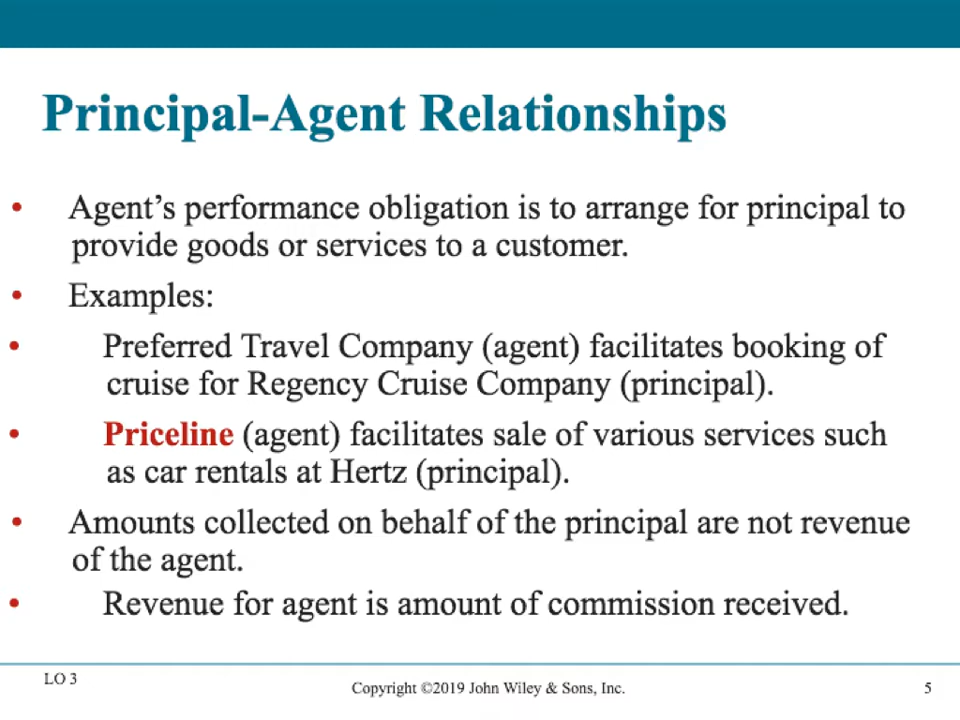 Principal-Agent Relationships
• Agent’s performance obligation is to arrange for principal to
provide goods or services to a customer.
• Examples:
• Preferred Travel Company (agent) facilitates booking of
cruise for Regency Cruise Company (principal).
• Priceline (agent) facilitates sale of various services such
as car rentals at Hertz (principal).
• Amounts collected on behalf of the principal are not revenue
of the agent.
• Revenue for agent is amount of commission received.
LO 3
Copyright ©2019 John Wiley & Sons, Inc.
5